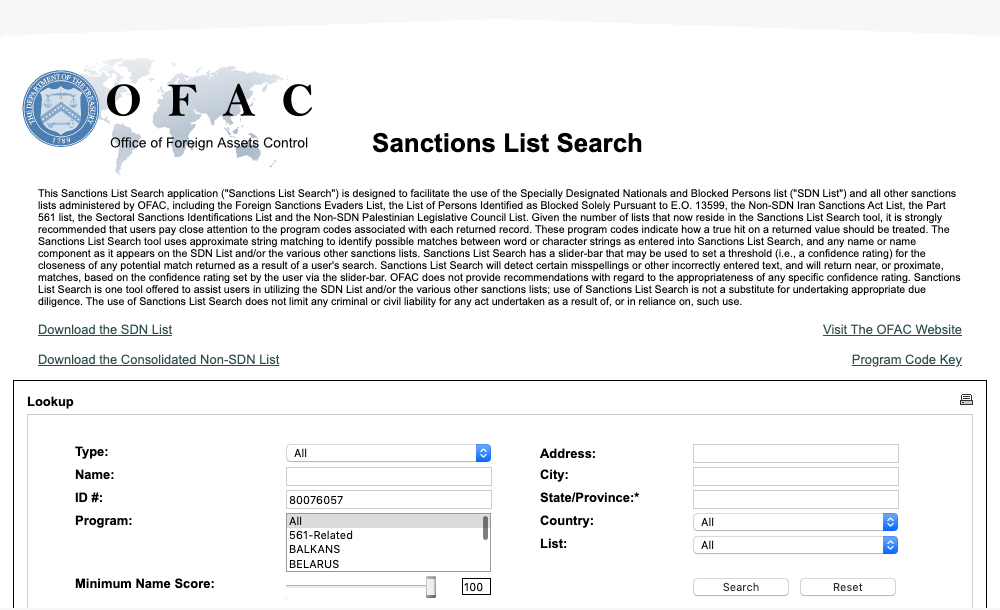 THE DEPARTMENT OF THE TREASURY
1789
OFAC
Office of Foreign Assets Control
Sanctions List Search
This Sanctions List Search application ("Sanctions List Search") is designed to facilitate the use of the Specially Designated Nationals and Blocked Persons list ("SDN List") and all other sanctions
lists administered by OFAC, including the Foreign Sanctions Evaders List, the List of Persons Identified as Blocked Solely Pursuant to E.O. 13599, the Non-SDN Iran Sanctions Act List, the Part
561 list, the Sectoral Sanctions Identifications List and the Non-SDN Palestinian Legislative Council List. Given the number of lists that now reside in the Sanctions List Search tool, it is strongly
recommended that users pay close attention to the program codes associated with each returned record. These program codes indicate how a true hit on a returned value should be treated. The
Sanctions List Search tool uses approximate string matching to identify possible matches between word or character strings as entered into Sanctions List Search, and any name or name
component as it appears on the SDN List and/or the various other sanctions lists. Sanctions List Search has a slider-bar that may be used to set a threshold (i.e., a confidence rating) for the
closeness of any potential match returned as a result of a user's search. Sanctions List Search will detect certain misspellings or other incorrectly entered text, and will return near, or proximate,
matches, based on the confidence rating set by the user via the slider-bar. OFAC does not provide recommendations with regard to the appropriateness of any specific confidence rating. Sanctions
List Search is one tool offered to assist users in utilizing the SDN List and/or the various other sanctions lists; use of Sanctions List Search is not a substitute for undertaking appropriate due
diligence. The use of Sanctions List Search does not limit any criminal or civil liability for any act undertaken as a result of, or in reliance on, such use.
Download the SDN List Visit The OFAC Website
Download the Consolidated Non-SDN List Program Code Key
Lookup
Type: All Address:
Name: City:
ID #: 80076057 State/Province:*
Program: All Country: All
561-Related
BALKANS List: All
BELARUS
Minimum Name Score: 100 Search Reset